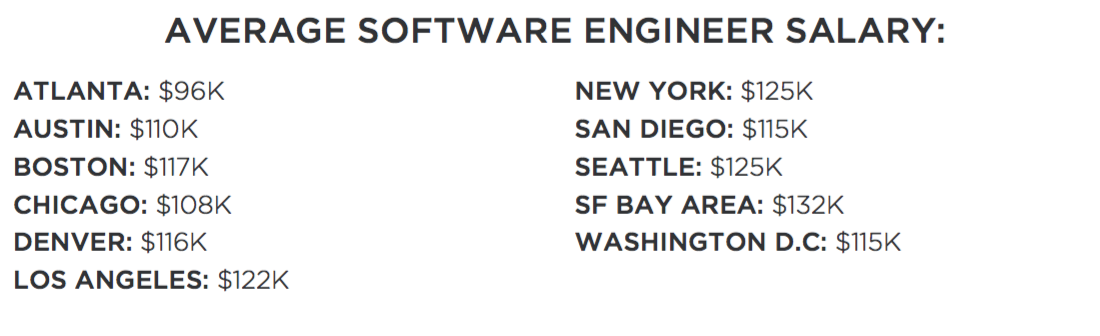 AVERAGE SOFTWARE ENGINEER SALARY:
ATLANTA: $96K
AUSTIN: $110K
BOSTON: $117K
CHICAGO: $108K
DENVER: $116K
LOS ANGELES: $122K
NEW YORK: $125K
SAN DIEGO: $115K
SEATTLE: $125K
SF BAY AREA: $132K
WASHINGTON D.C: $115K